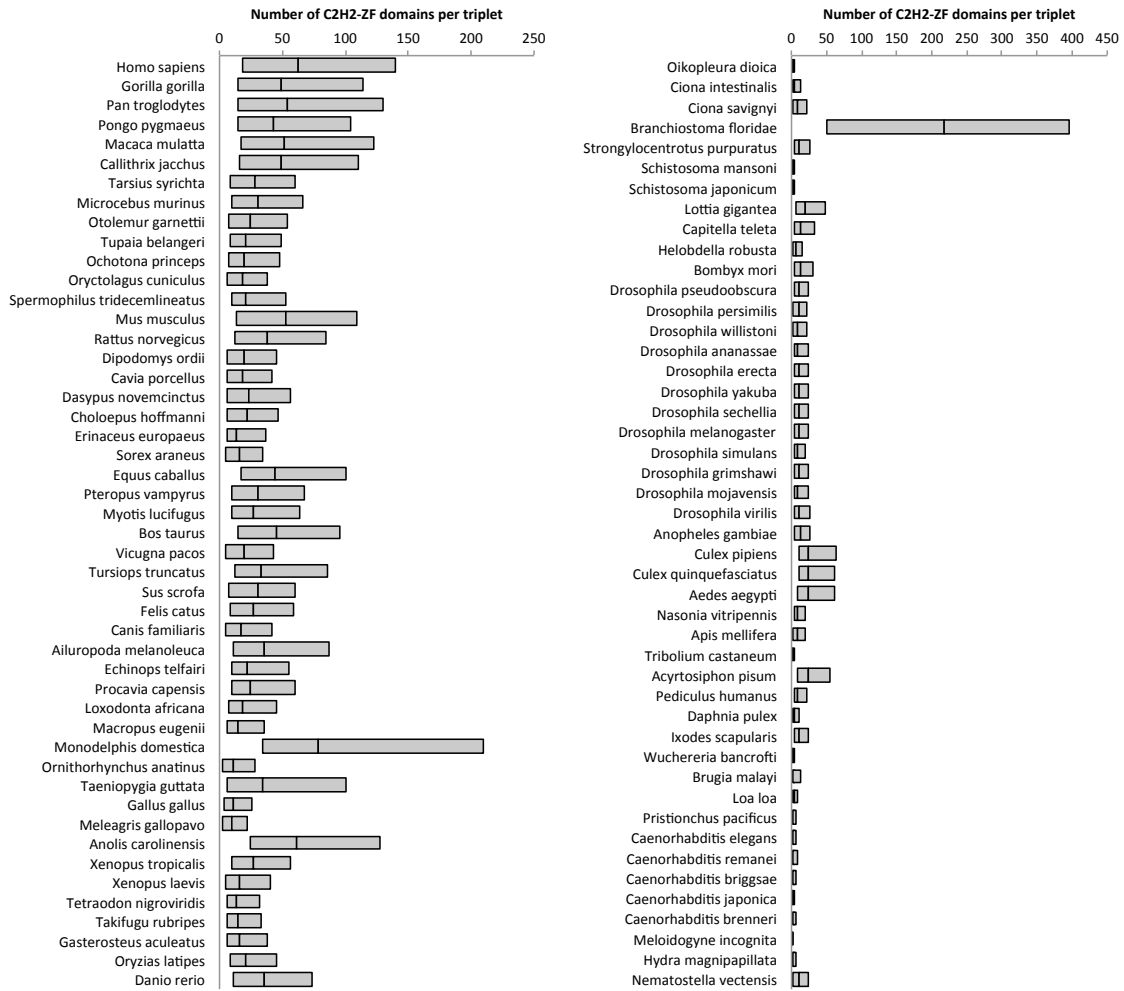 Number of C2H2-ZF domains per triplet
0 50 100 150 200 250
Homo sapiens
Gorilla gorilla
Pan troglodytes
Pongo pygmaeus
Macaca mulatta
Callithrix jacchus
Tarsius syrichta
Microcebus murinus
Otolemur garnettii
Tupaia belangeri
Ochotona princeps
Oryctolagus cuniculus
Spermophilus tridecemlineatus
Mus musculus
Rattus norvegicus
Dipodomys ordii
Cavia porcellus
Dasypus novemcinctus
Choloepus hoffmanni
Erinaceus europaeus
Sorex araneus
Equus caballus
Pteropus vampyrus
Myotis lucifugus
Bos taurus
Vicugna pacos
Tursiops truncatus
Sus scrofa
Felis catus
Canis familiaris
Ailuropoda melanoleuca
Echinops telfairi
Procavia capensis
Loxodonta africana
Macropus eugenii
Monodelphis domestica
Ornithorhynchus anatinus
Taeniopygia guttata
Gallus gallus
Meleagris gallopavo
Anolis carolinensis
Xenopus tropicalis
Xenopus laevis
Tetraodon nigroviridis
Takifugu rubripes
Gasterosteus aculeatus
Oryzias latipes
Danio rerio
Number of C2H2-ZF domains per triplet
0 50 100 150 200 250 300 350 400 450
Oikopleura dioica
Ciona intestinalis
Ciona savignyi
Branchiostoma floridae
Strongylocentrotus purpuratus
Schistosoma mansoni
Schistosoma japonicum
Lottia gigantea
Capitella teleta
Helobdella robusta
Bombyx mori
Drosophila pseudoobscura
Drosophila persimilis
Drosophila willistoni
Drosophila ananassae
Drosophila erecta
Drosophila yakuba
Drosophila sechellia
Drosophila melanogaster
Drosophila simulans
Drosophila grimshawi
Drosophila mojavensis
Drosophila virilis
Anopheles gambiae
Culex pipiens
Culex quinquefasciatus
Aedes aegypti
Nasonia vitripennis
Apis mellifera
Tribolium castaneum
Acyrtosiphon pisum
Pediculus humanus
Daphnia pulex
Ixodes scapularis
Wuchereria bancrofti
Brugia malayi
Loa loa
Pristionchus pacificus
Caenorhabditis elegans
Caenorhabditis remanei
Caenorhabditis briggsae
Caenorhabditis japonica
Caenorhabditis brenneri
Meloidogyne incognita
Hydra magnipapillata
Nematostella vectensis